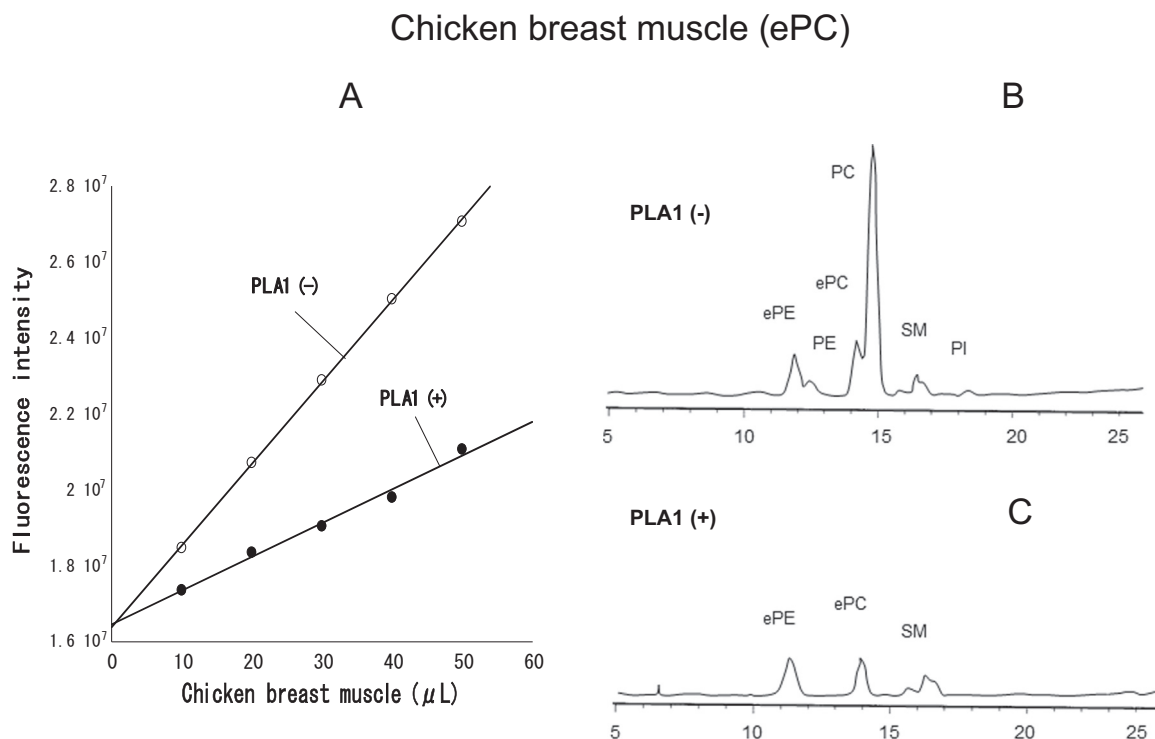 Chicken breast muscle (ePC)
A
Fluorescence intensity
2.8 10⁷
2.6 10⁷
2.4 10⁷
2.2 10⁷
2 10⁷
1.8 10⁷
1.6 10⁷
PLA1 (−)
PLA1 (+)
0 10 20 30 40 50 60
Chicken breast muscle (μL)
B
PLA1 (-)
ePE
PE
ePC
PC
SM
PI
5 10 15 20 25
C
PLA1 (+)
ePE
ePC
SM
5 10 15 20 25